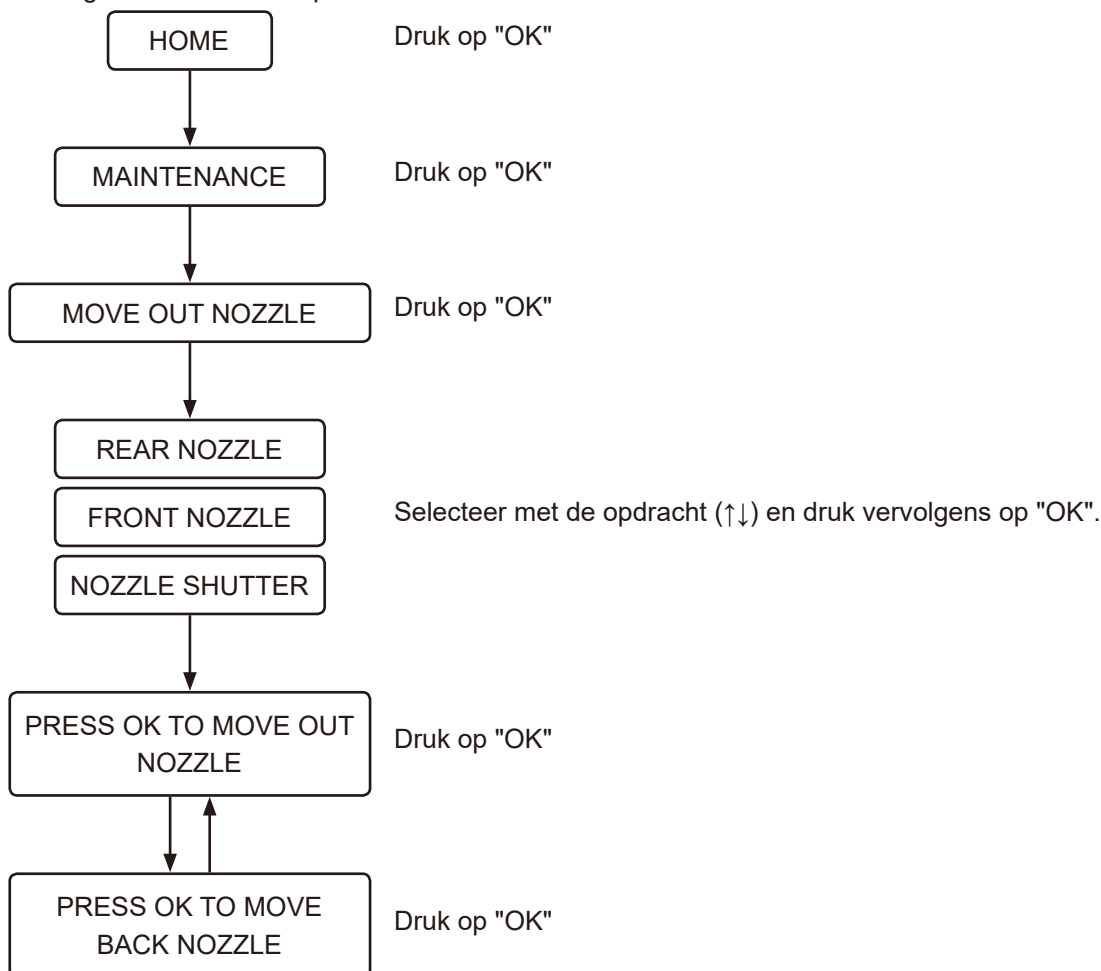 HOME
Druk op "OK"
MAINTENANCE
Druk op "OK"
MOVE OUT NOZZLE
Druk op "OK"
REAR NOZZLE
FRONT NOZZLE
Selecteer met de opdracht (↑↓) en druk vervolgens op "OK".
NOZZLE SHUTTER
PRESS OK TO MOVE OUT
NOZZLE
Druk op "OK"
PRESS OK TO MOVE
BACK NOZZLE
Druk op "OK"